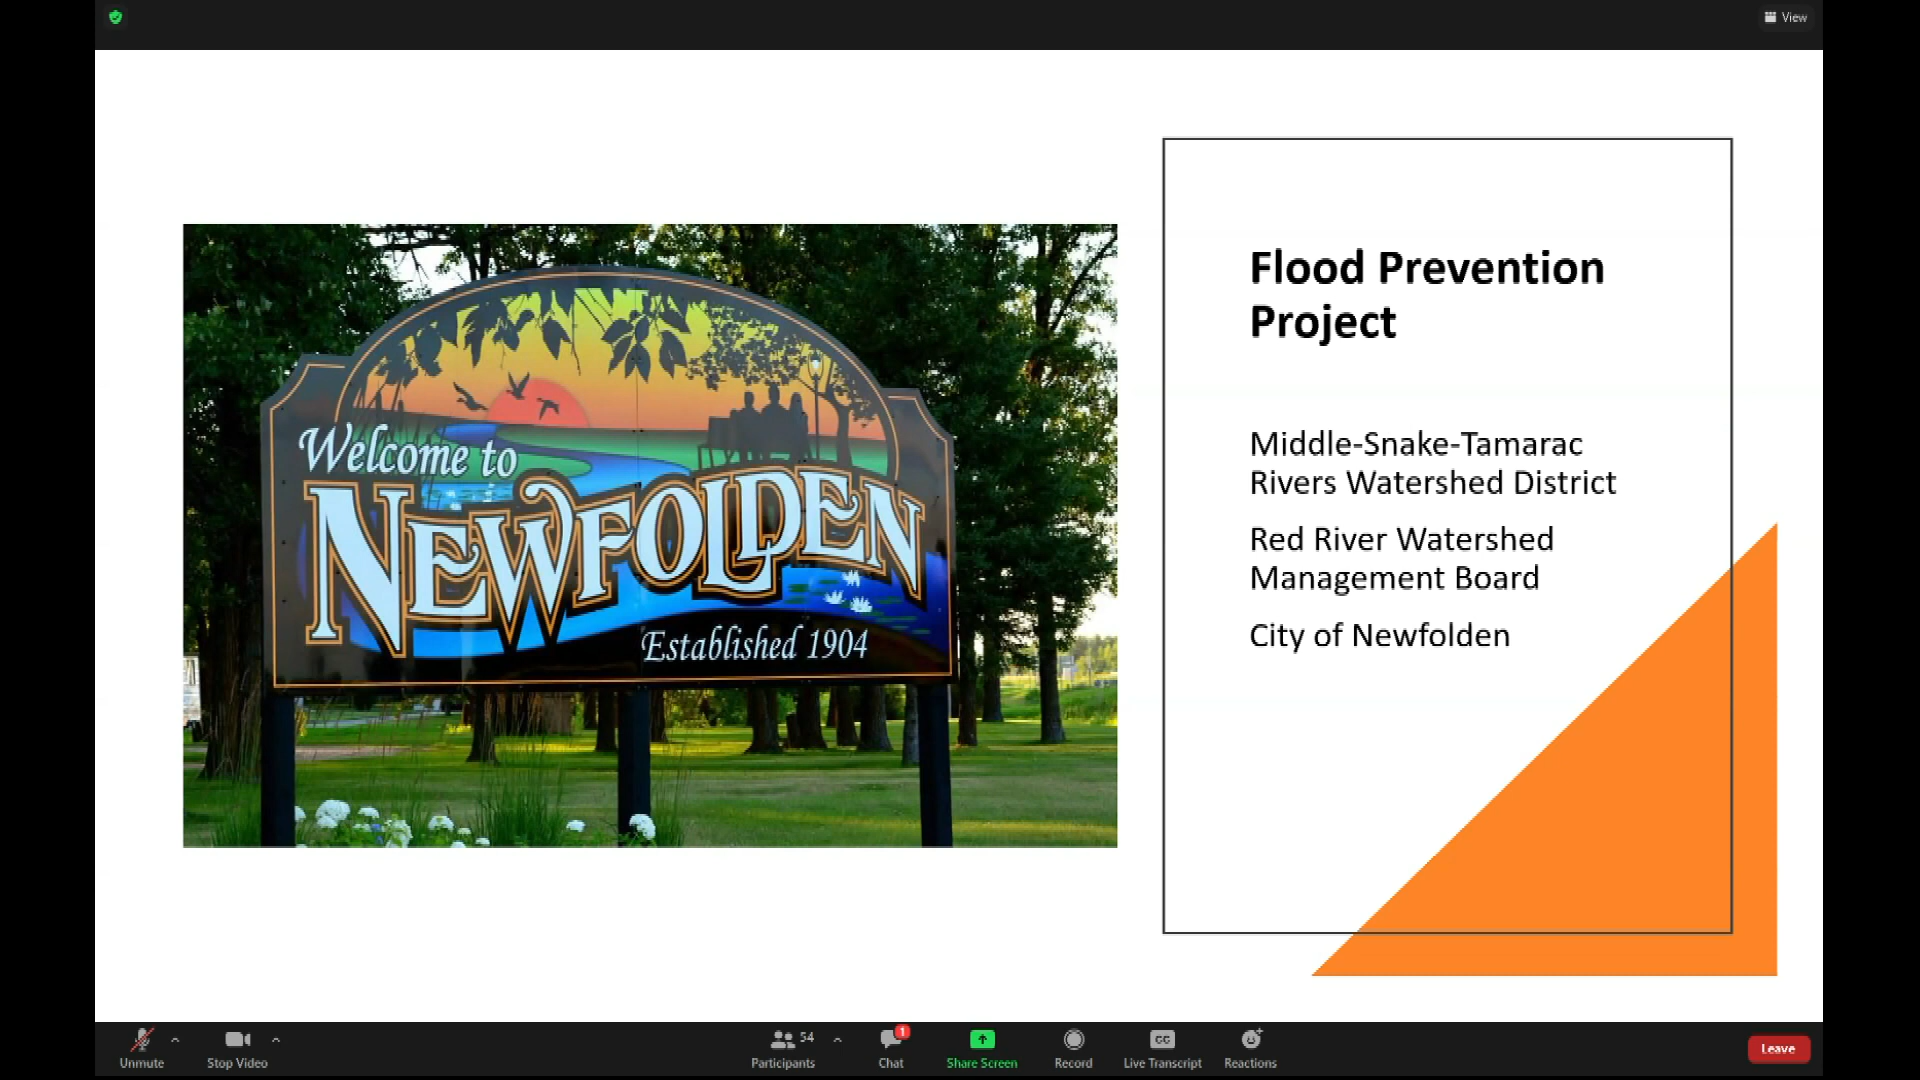 View
Welcome to
NEWFOLDEN
Established 1904
Flood Prevention
Project
Middle-Snake-Tamarac
Rivers Watershed District
Red River Watershed
Management Board
City of Newfolden
Unmute
Stop Video
54
Participants
1
Chat
Share Screen
Record
CC
Live Transcript
Reactions
Leave